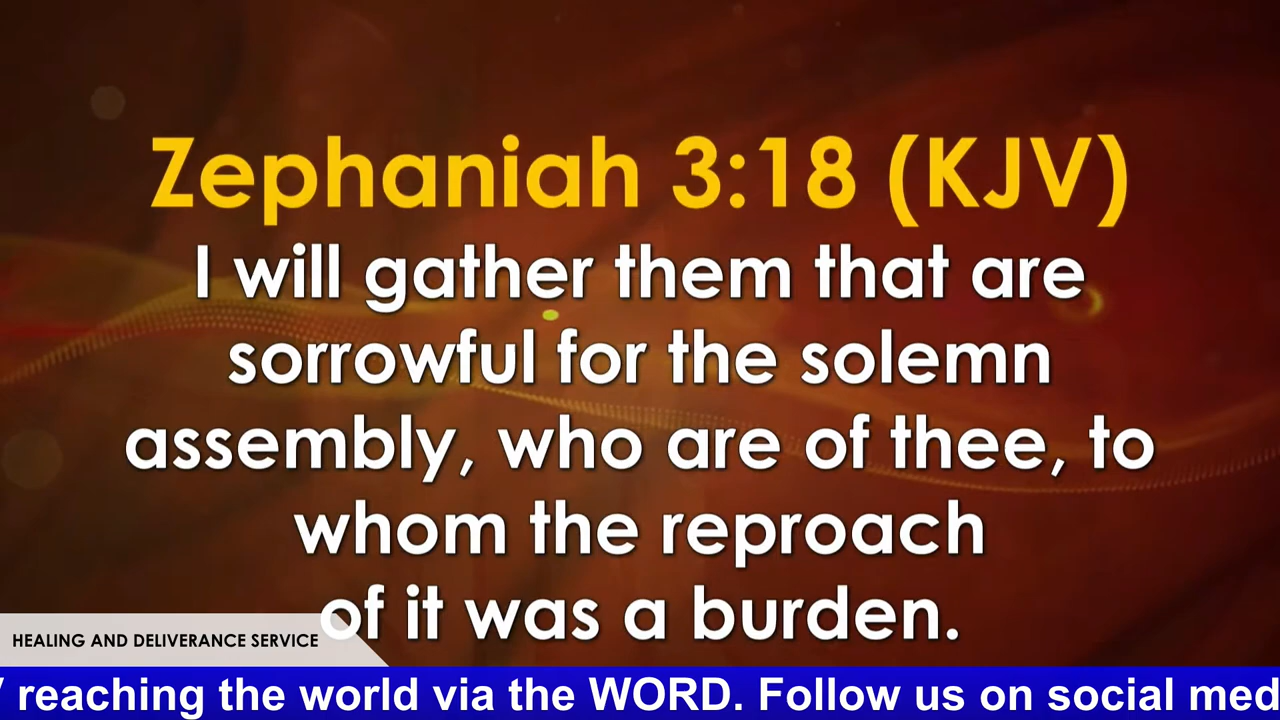 Zephaniah 3:18 (KJV)
I will gather them that are
sorrowful for the solemn
assembly, who are of thee, to
whom the reproach
of it was a burden.
HEALING AND DELIVERANCE SERVICE
reaching the world via the WORD. Follow us on social med